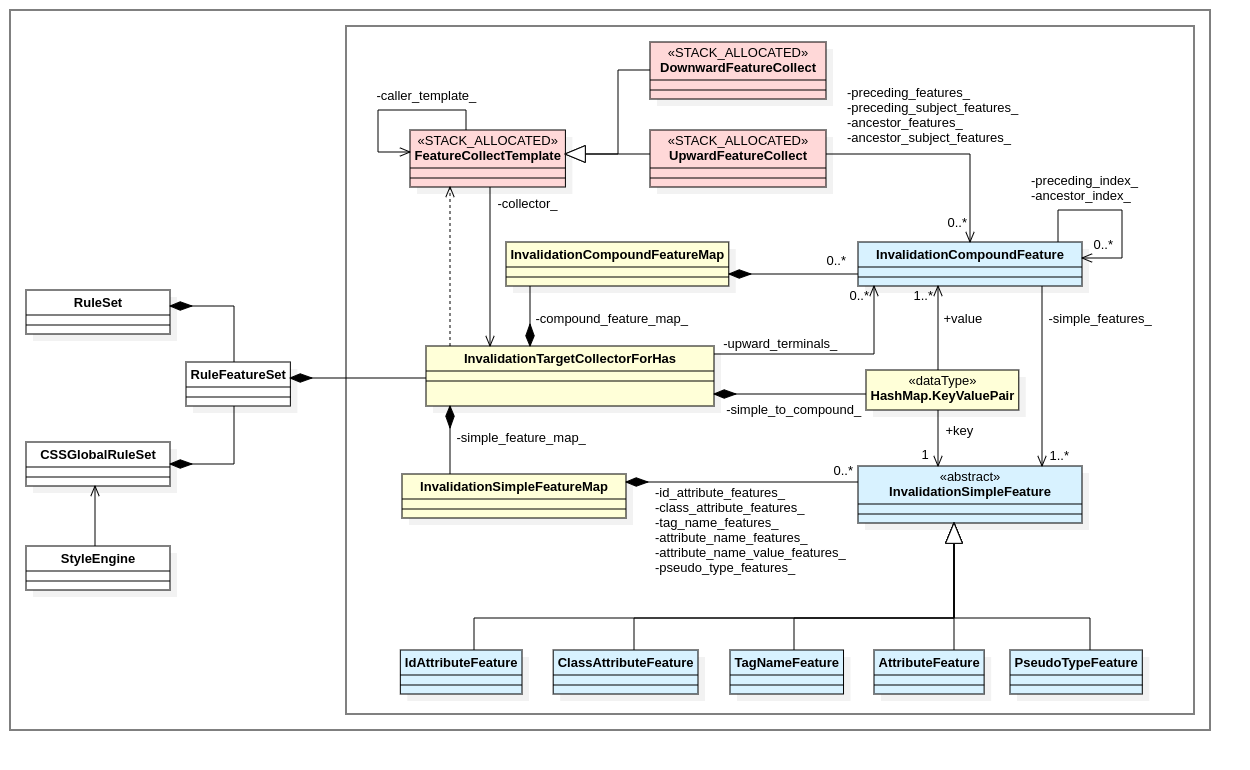 «STACK_ALLOCATED»
DownwardFeatureCollect
-caller_template_
-preceding_features_
-preceding_subject_features_
-ancestor_features_
-ancestor_subject_features_
«STACK_ALLOCATED»
FeatureCollectTemplate
«STACK_ALLOCATED»
UpwardFeatureCollect
-preceding_index_
-ancestor_index_
-collector_
0..*
0..*
InvalidationCompoundFeatureMap
0..*
InvalidationCompoundFeature
RuleSet
0..*
1..*
-compound_feature_map_
+value
-simple_features_
-upward_terminals_
InvalidationTargetCollectorForHas
RuleFeatureSet
«dataType»
HashMap.KeyValuePair
-simple_to_compound_
-simple_feature_map_
+key
CSSGlobalRuleSet
1
1..*
0..*
«abstract»
InvalidationSimpleFeature
InvalidationSimpleFeatureMap
-id_attribute_features_
-class_attribute_features_
-tag_name_features_
-attribute_name_features_
-attribute_name_value_features_
-pseudo_type_features_
StyleEngine
IdAttributeFeature
ClassAttributeFeature
TagNameFeature
AttributeFeature
PseudoTypeFeature